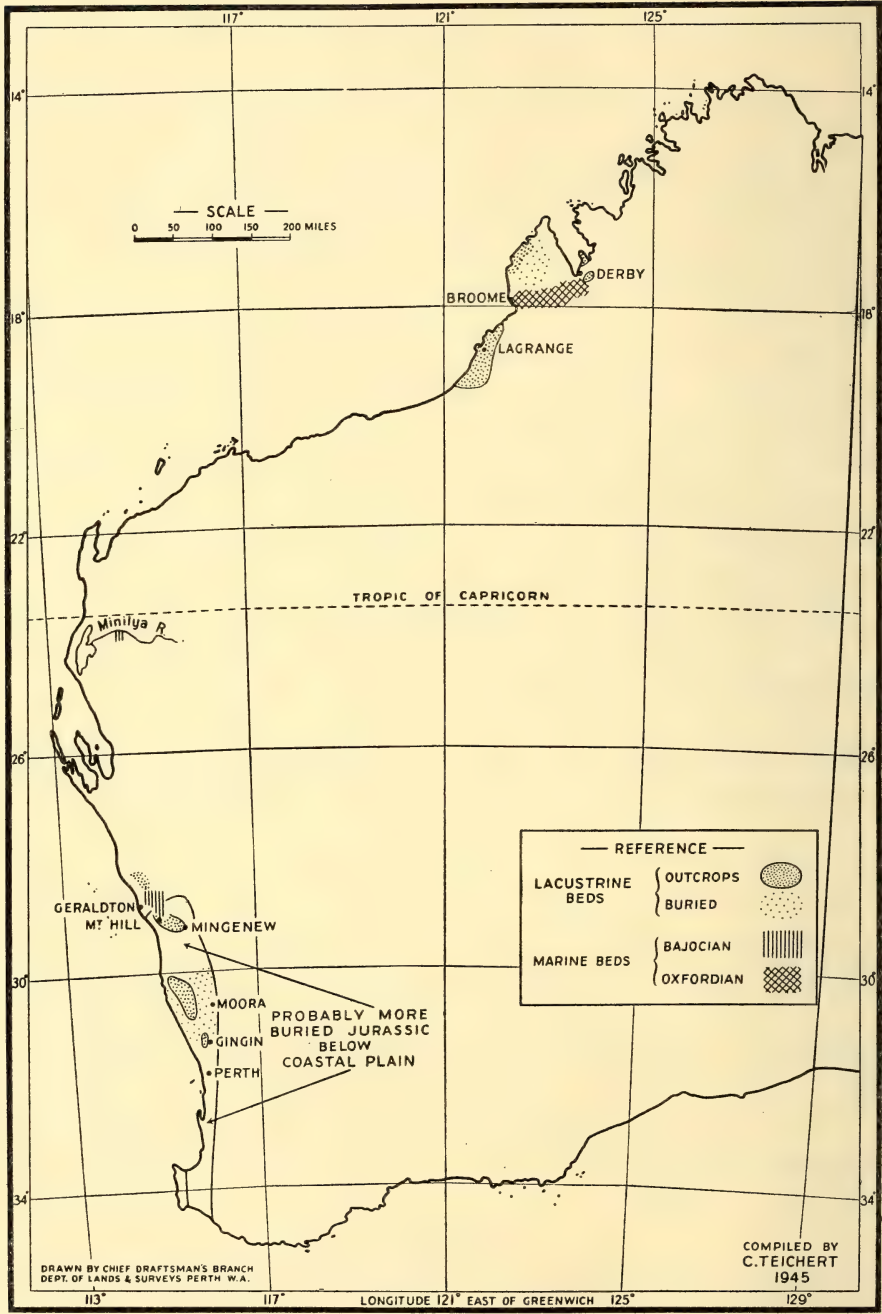 117° 121° 125°
14° 14°
— SCALE —
0 50 100 150 200 MILES
DERBY
BROOME
18° 18°
LAGRANGE
22° 22°
TROPIC OF CAPRICORN
Minilya R.
26° 26°
— REFERENCE —
LACUSTRINE BEDS
OUTCROPS
BURIED
MARINE BEDS
BAJOCIAN
OXFORDIAN
GERALDTON
MT HILL
MINGENEW
30° 30°
MOORA
PROBABLY MORE
BURIED JURASSIC
BELOW
COASTAL PLAIN
GINGIN
PERTH
34° 34°
COMPILED BY
C. TEICHERT
1945
DRAWN BY CHIEF DRAFTSMAN'S BRANCH
DEPT. OF LANDS & SURVEYS PERTH W.A.
113° 117° LONGITUDE 121° EAST OF GREENWICH 125° 129°